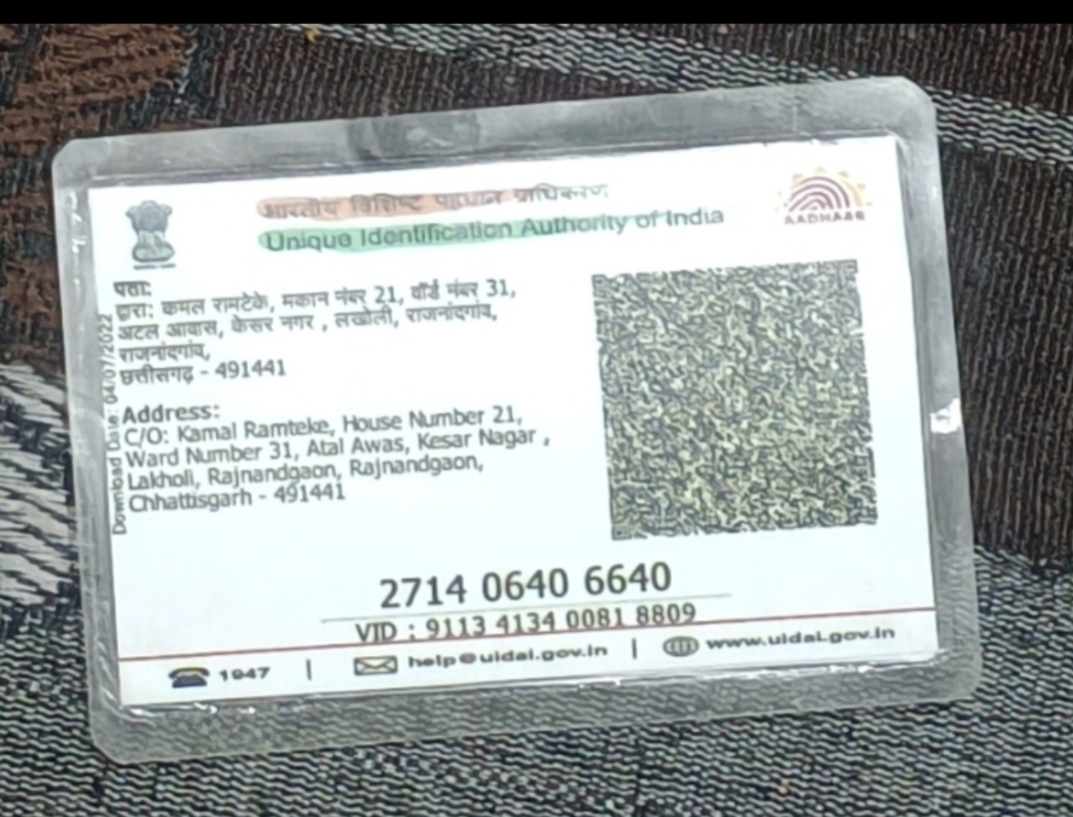 भारतीय विशिष्ट पहचान प्राधिकरण
Unique Identification Authority of India
AADHAAR
पता:
द्वारा: कमल रामटेके, मकान नंबर 21, वॉर्ड नंबर 31,
अटल आवास, केसर नगर , लखोली, राजनांदगांव,
राजनांदगांव,
छत्तीसगढ़ - 491441
Address:
C/O: Kamal Ramteke, House Number 21,
Ward Number 31, Atal Awas, Kesar Nagar ,
Lakholi, Rajnandgaon, Rajnandgaon,
Chhattisgarh - 491441
Download Date: 04/07/2022
2714 0640 6640
VID : 9113 4134 0081 8809
1947 | help@uidai.gov.in | www.uidai.gov.in